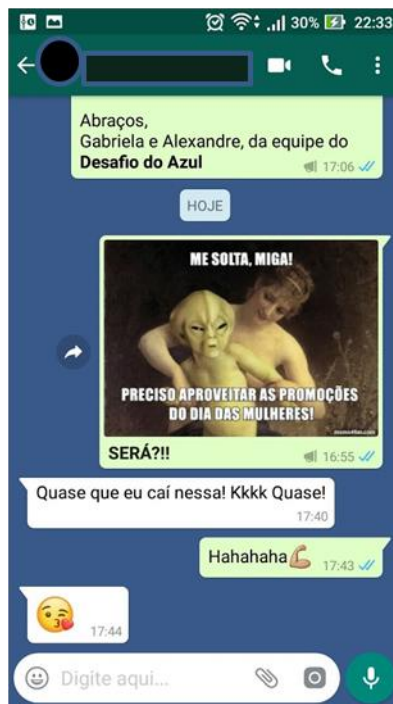 30% 22:33
Abraços,
Gabriela e Alexandre, da equipe do
Desafio do Azul
17:06
HOJE
ME SOLTA, MIGA!
PRECISO APROVEITAR AS PROMOÇÕES
DO DIA DAS MULHERES!
SERÁ?!!
16:55
Quase que eu caí nessa! Kkkk Quase!
17:40
Hahahaha💪
17:43
😘
17:44
Digite aqui...